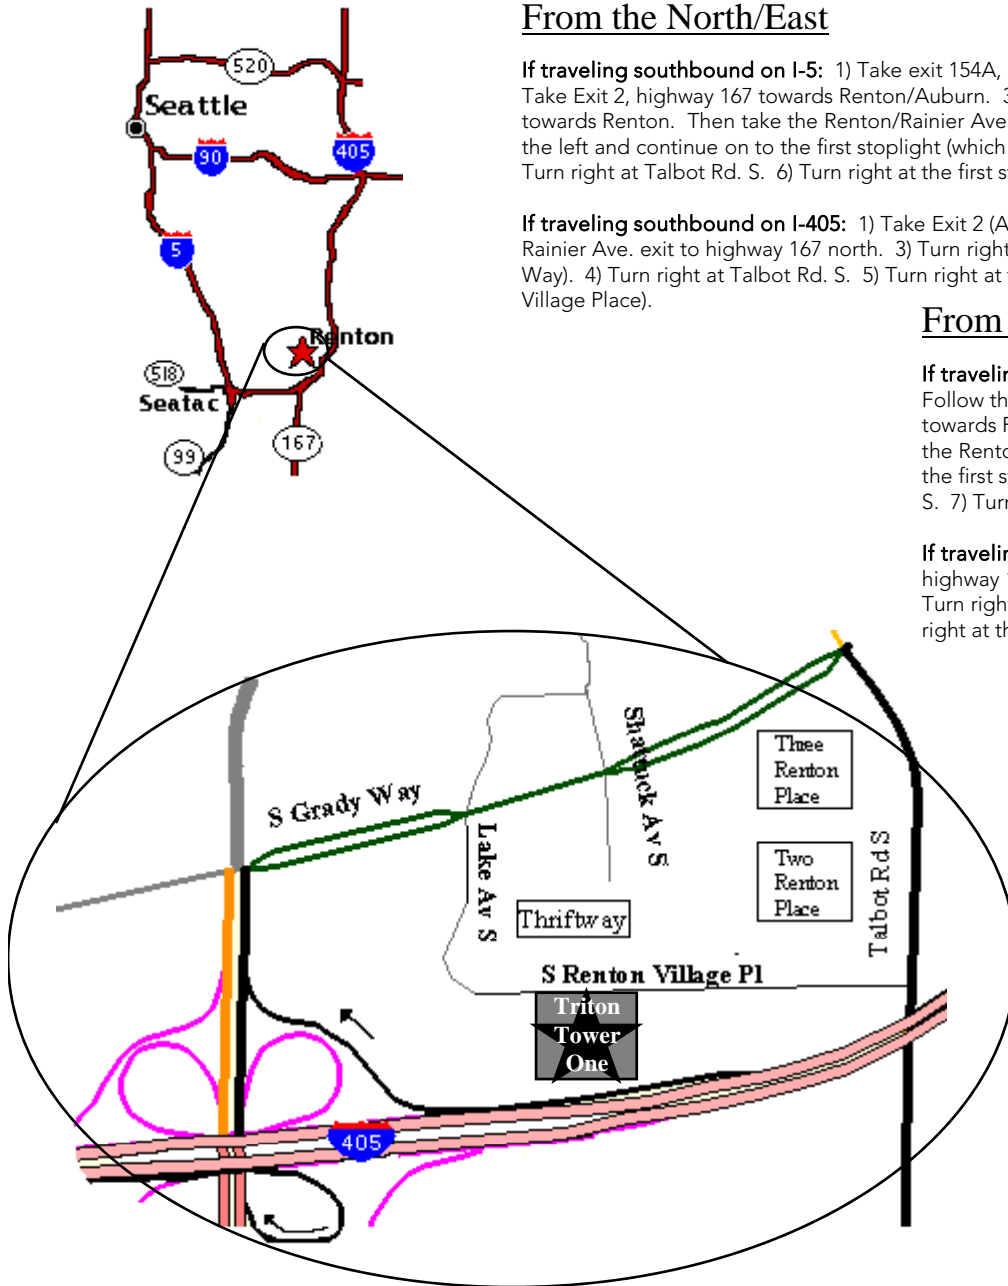 From the North/East
If traveling southbound on I-5: 1) Take exit 154A,
Take Exit 2, highway 167 towards Renton/Auburn. 3
towards Renton. Then take the Renton/Rainier Ave
the left and continue on to the first stoplight (which
Turn right at Talbot Rd. S. 6) Turn right at the first s
If traveling southbound on I-405: 1) Take Exit 2 (A
Rainier Ave. exit to highway 167 north. 3) Turn right
Way). 4) Turn right at Talbot Rd. S. 5) Turn right at
Village Place).
From
If travelin
Follow th
towards
the Rento
the first s
S. 7) Turn
If travelin
highway
Turn righ
right at th
520
Seattle
90
405
5
Renton
518
Seatac
99
167
S Grady Way
Shattuck Av S
Lake Av S
Three
Renton
Place
Two
Renton
Place
Talbot Rd S
Thriftway
S Renton Village Pl
Triton
Tower
One
405